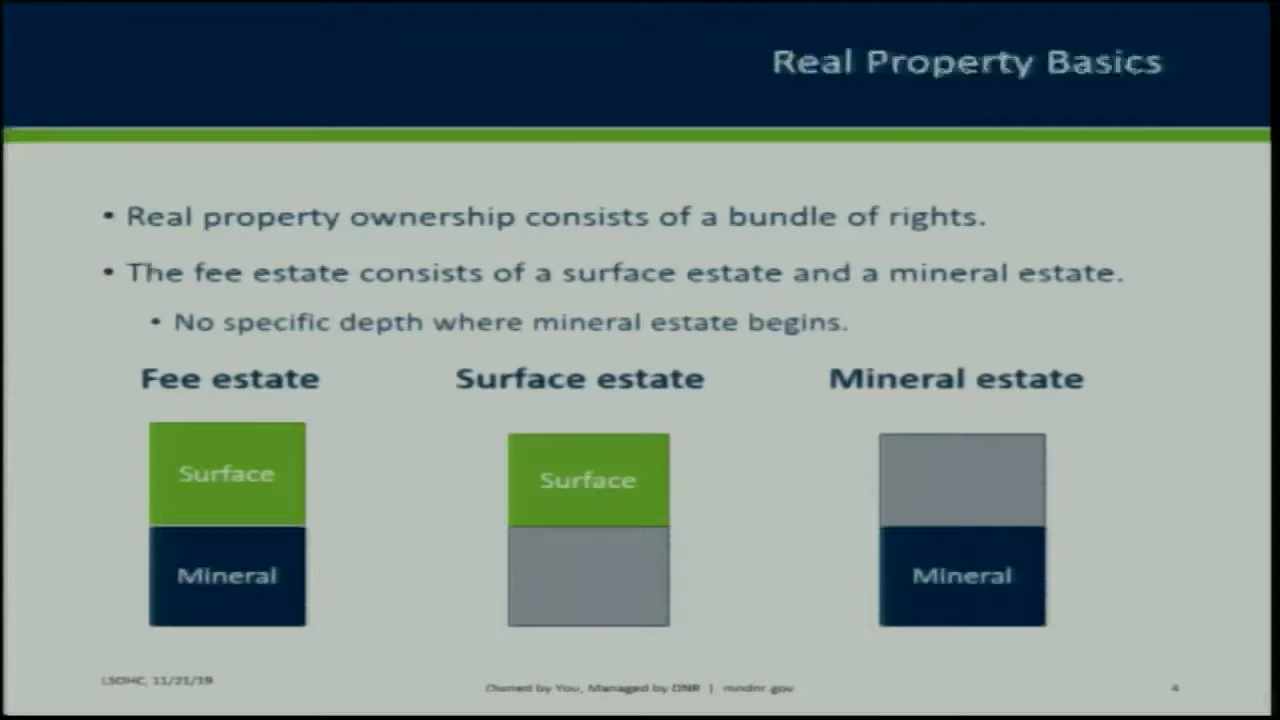 Real Property Basics
• Real property ownership consists of a bundle of rights.
• The fee estate consists of a surface estate and a mineral estate.
• No specific depth where mineral estate begins.
Fee estate
Surface estate
Mineral estate
Surface
Surface
Mineral
Mineral
LSOHC, 11/21/19
Owned by You, Managed by DNR | mndnr.gov
4